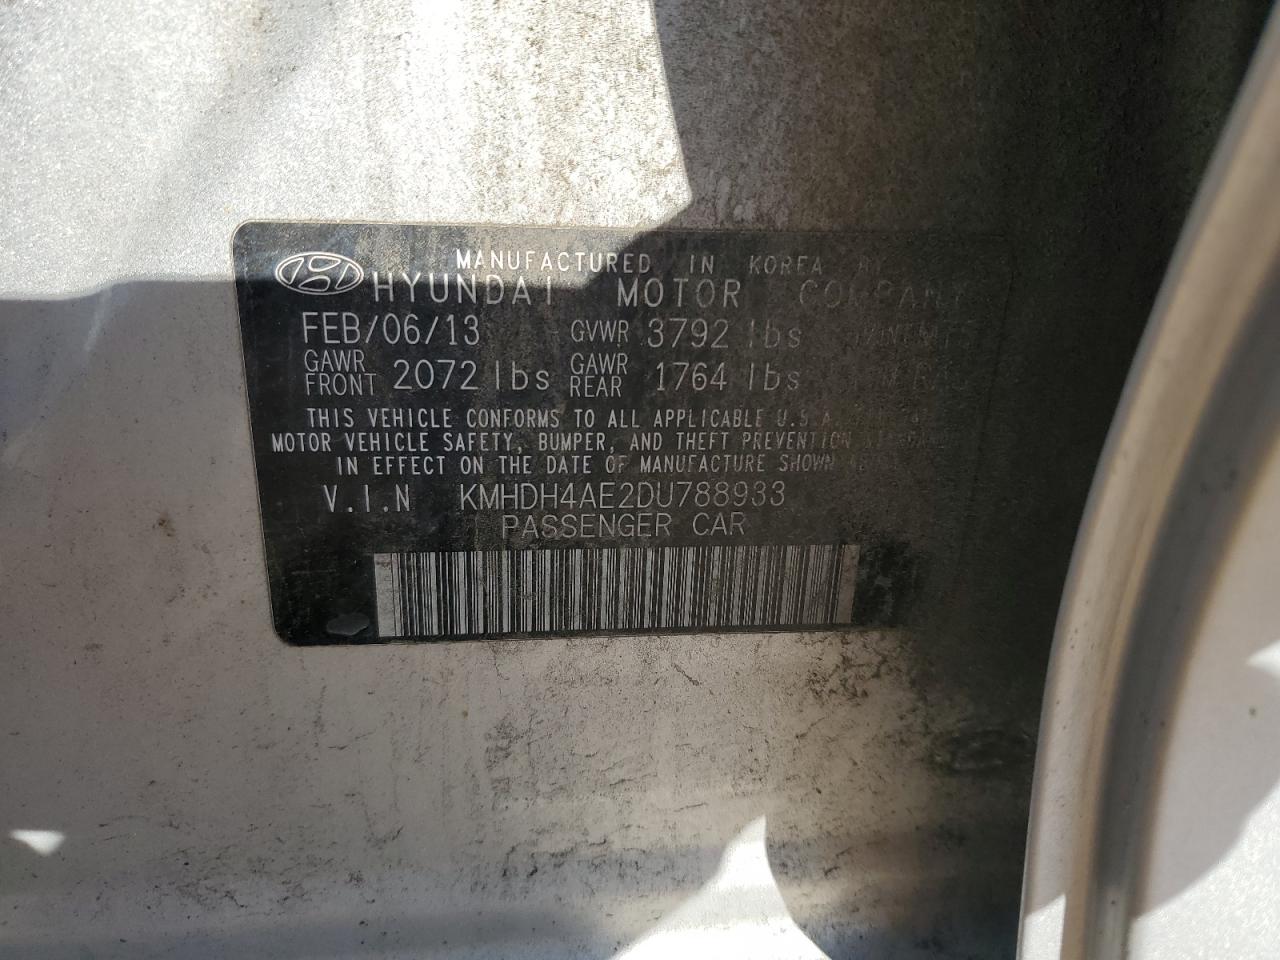 MANUFACTURED IN KOREA BY
HYUNDAI MOTOR COMPANY
FEB/06/13 GVWR 3792 lbs
GAWR FRONT 2072 lbs GAWR REAR 1764 lbs
THIS VEHICLE CONFORMS TO ALL APPLICABLE U.S.A.
MOTOR VEHICLE SAFETY, BUMPER, AND THEFT PREVENTION
IN EFFECT ON THE DATE OF MANUFACTURE SHOWN
V.I.N KMHDH4AE2DU788933
PASSENGER CAR